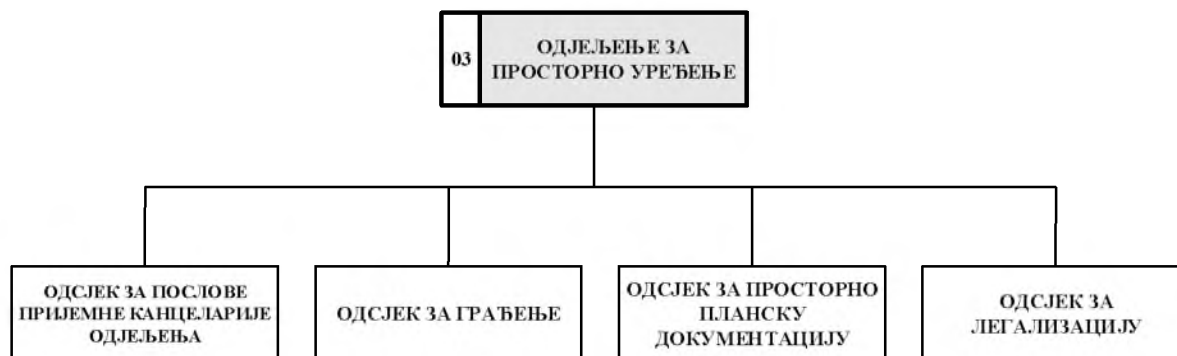 03
ОДЈЕЉЕЊЕ ЗА
ПРОСТОРНО УРЕЂЕЊЕ
ОДСЈЕК ЗА ПОСЛОВЕ
ПРИЈЕМНЕ КАНЦЕЛАРИЈЕ
ОДЈЕЉЕЊА
ОДСЈЕК ЗА ГРАЂЕЊЕ
ОДСЈЕК ЗА ПРОСТОРНО
ПЛАНСКУ
ДОКУМЕНТАЦИЈУ
ОДСЈЕК ЗА
ЛЕГАЛИЗАЦИЈУ